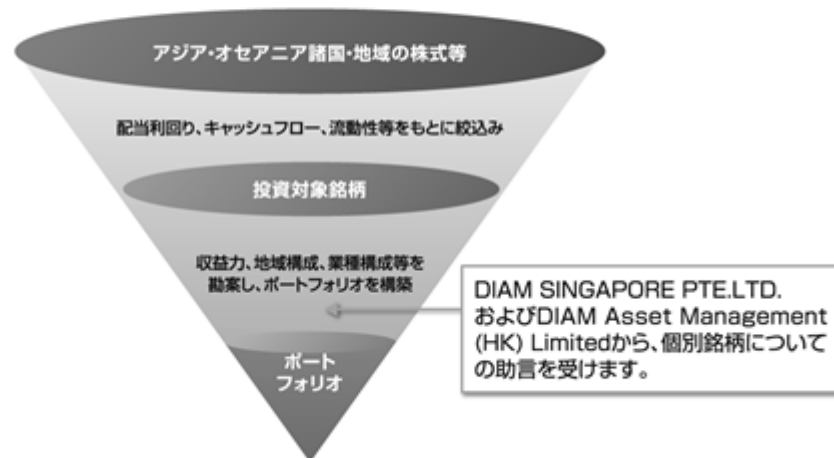 アジア・オセアニア諸国・地域の株式等
配当利回り、キャッシュフロー、流動性等をもとに絞込み
投資対象銘柄
収益力、地域構成、業種構成等を
勘案し、ポートフォリオを構築
DIAM SINGAPORE PTE.LTD.
およびDIAM Asset Management
(HK) Limitedから、個別銘柄について
の助言を受けます。
ポート
フォリオ